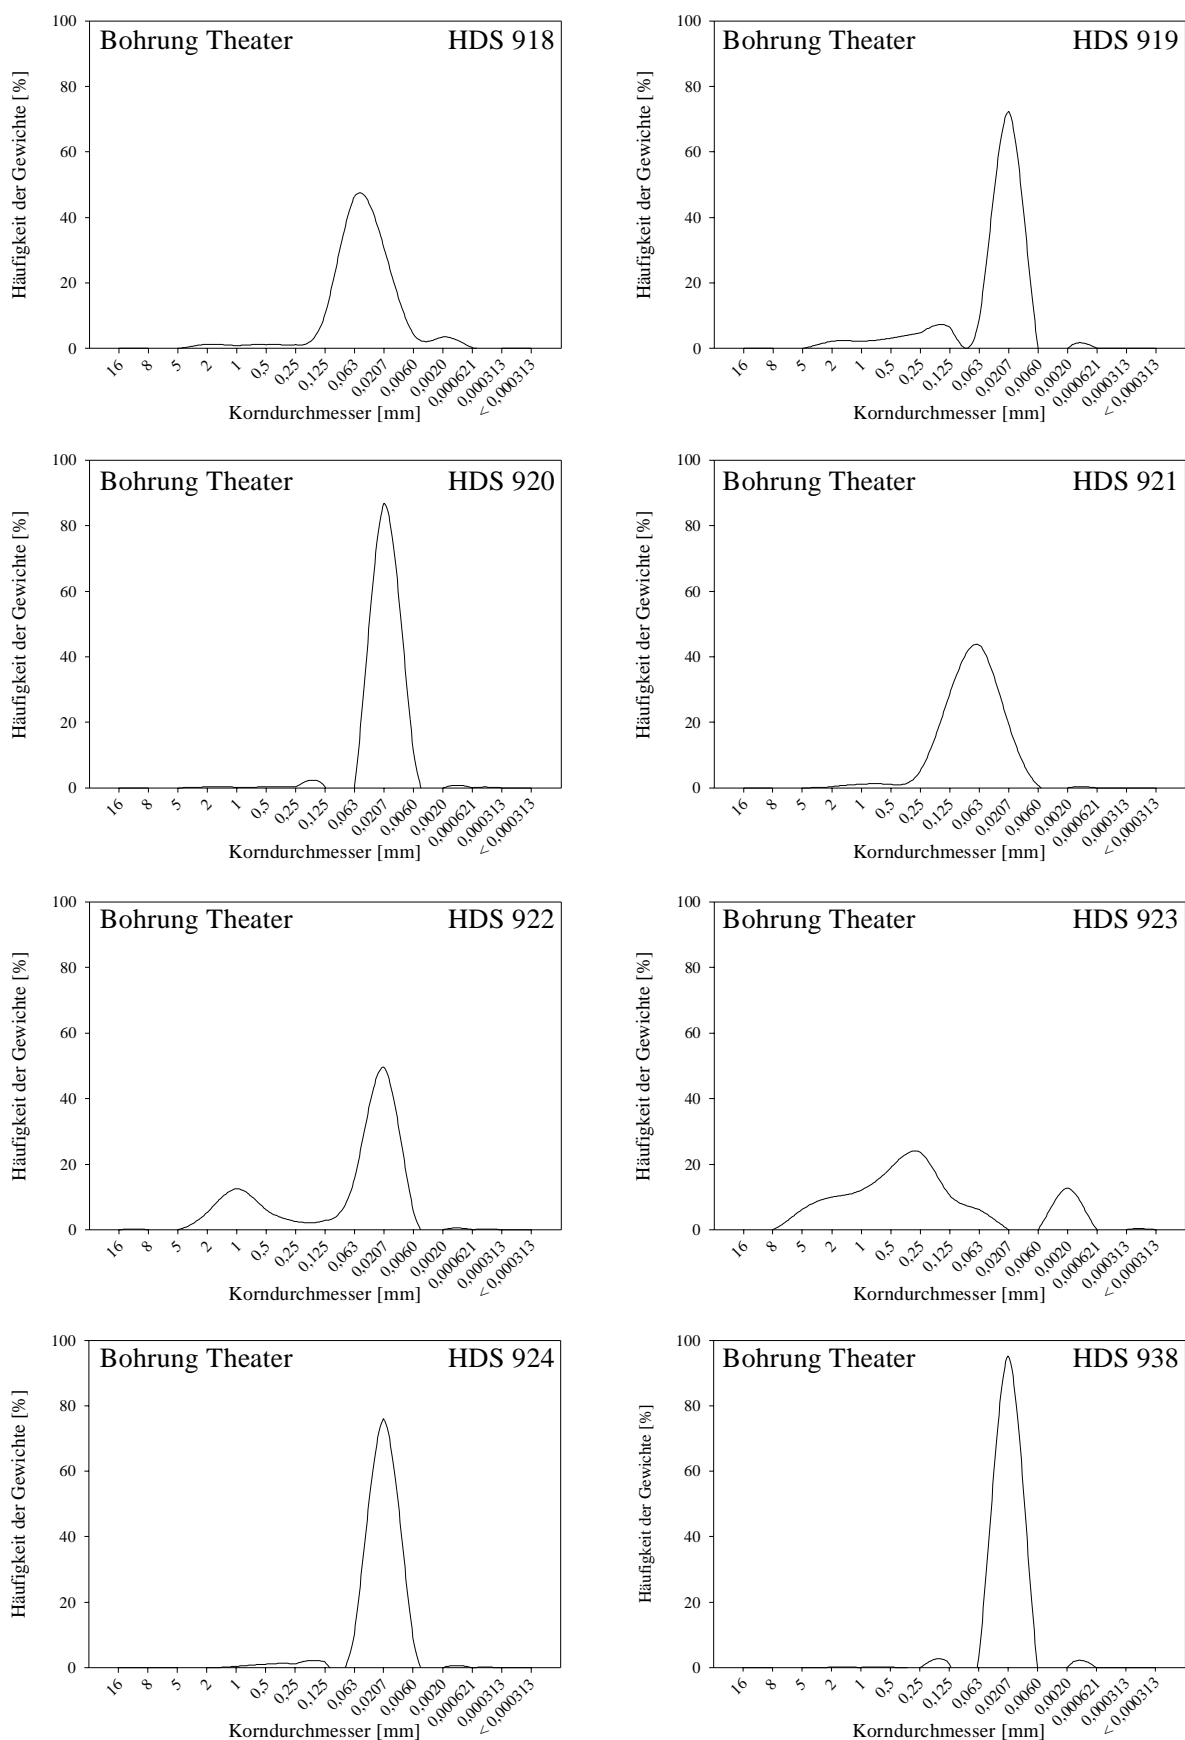 Bohrung Theater HDS 918
Häufigkeit der Gewichte [%]
100
80
60
40
20
0
16 8 5 2 1 0,5 0,25 0,125 0,063 0,0207 0,0060 0,0020 0,000621 0,000313 < 0,000313
Korndurchmesser [mm]
Bohrung Theater HDS 919
Häufigkeit der Gewichte [%]
100
80
60
40
20
0
16 8 5 2 1 0,5 0,25 0,125 0,063 0,0207 0,0060 0,0020 0,000621 0,000313 < 0,000313
Korndurchmesser [mm]
Bohrung Theater HDS 920
Häufigkeit der Gewichte [%]
100
80
60
40
20
0
16 8 5 2 1 0,5 0,25 0,125 0,063 0,0207 0,0060 0,0020 0,000621 0,000313 < 0,000313
Korndurchmesser [mm]
Bohrung Theater HDS 921
Häufigkeit der Gewichte [%]
100
80
60
40
20
0
16 8 5 2 1 0,5 0,25 0,125 0,063 0,0207 0,0060 0,0020 0,000621 0,000313 < 0,000313
Korndurchmesser [mm]
Bohrung Theater HDS 922
Häufigkeit der Gewichte [%]
100
80
60
40
20
0
16 8 5 2 1 0,5 0,25 0,125 0,063 0,0207 0,0060 0,0020 0,000621 0,000313 < 0,000313
Korndurchmesser [mm]
Bohrung Theater HDS 923
Häufigkeit der Gewichte [%]
100
80
60
40
20
0
16 8 5 2 1 0,5 0,25 0,125 0,063 0,0207 0,0060 0,0020 0,000621 0,000313 < 0,000313
Korndurchmesser [mm]
Bohrung Theater HDS 924
Häufigkeit der Gewichte [%]
100
80
60
40
20
0
16 8 5 2 1 0,5 0,25 0,125 0,063 0,0207 0,0060 0,0020 0,000621 0,000313 < 0,000313
Korndurchmesser [mm]
Bohrung Theater HDS 938
Häufigkeit der Gewichte [%]
100
80
60
40
20
0
16 8 5 2 1 0,5 0,25 0,125 0,063 0,0207 0,0060 0,0020 0,000621 0,000313 < 0,000313
Korndurchmesser [mm]